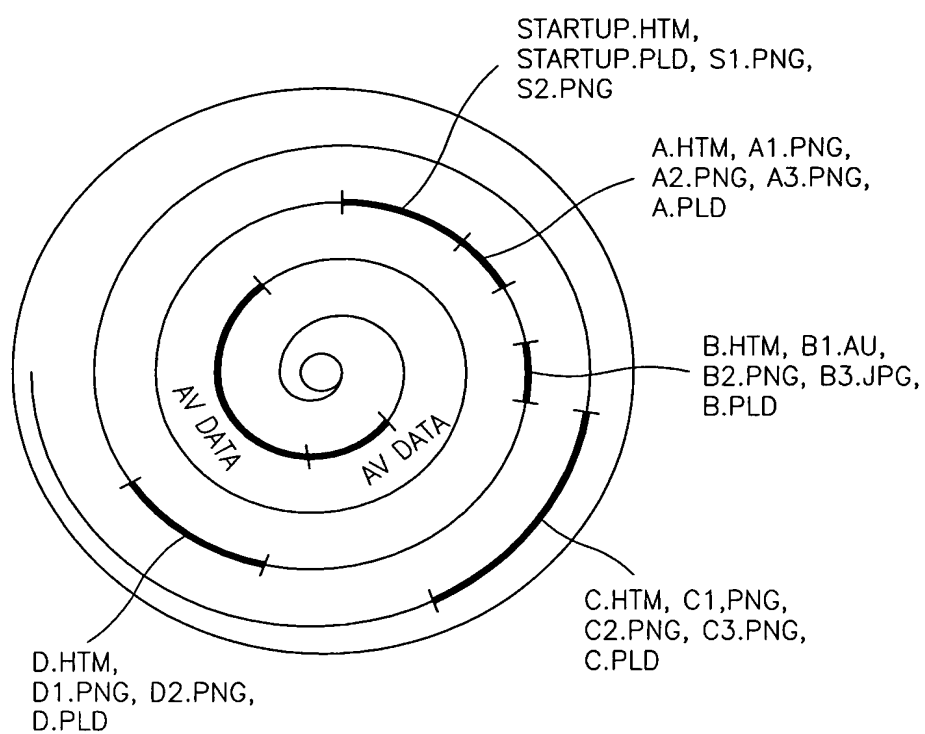 STARTUP.HTM,
STARTUP.PLD, S1.PNG,
S2.PNG
A.HTM, A1.PNG,
A2.PNG, A3.PNG,
A.PLD
B.HTM, B1.AU,
B2.PNG, B3.JPG,
B.PLD
AV DATA
AV DATA
C.HTM, C1,PNG,
C2.PNG, C3.PNG,
C.PLD
D.HTM,
D1.PNG, D2.PNG,
D.PLD